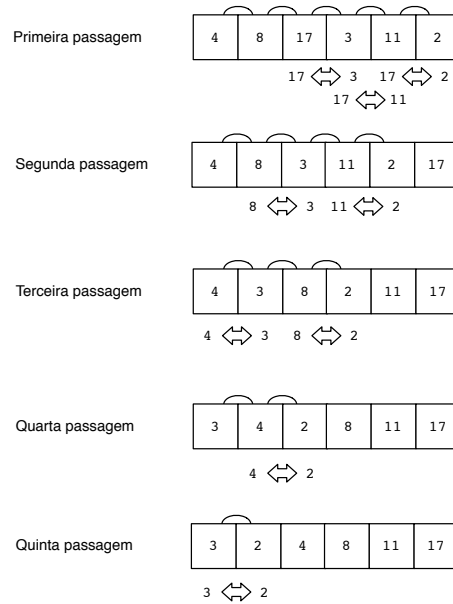 Primeira passagem 4 8 17 3 11 2
17 3 17 2
17 11
Segunda passagem 4 8 3 11 2 17
8 3 11 2
Terceira passagem 4 3 8 2 11 17
4 3 8 2
Quarta passagem 3 4 2 8 11 17
4 2
Quinta passagem 3 2 4 8 11 17
3 2